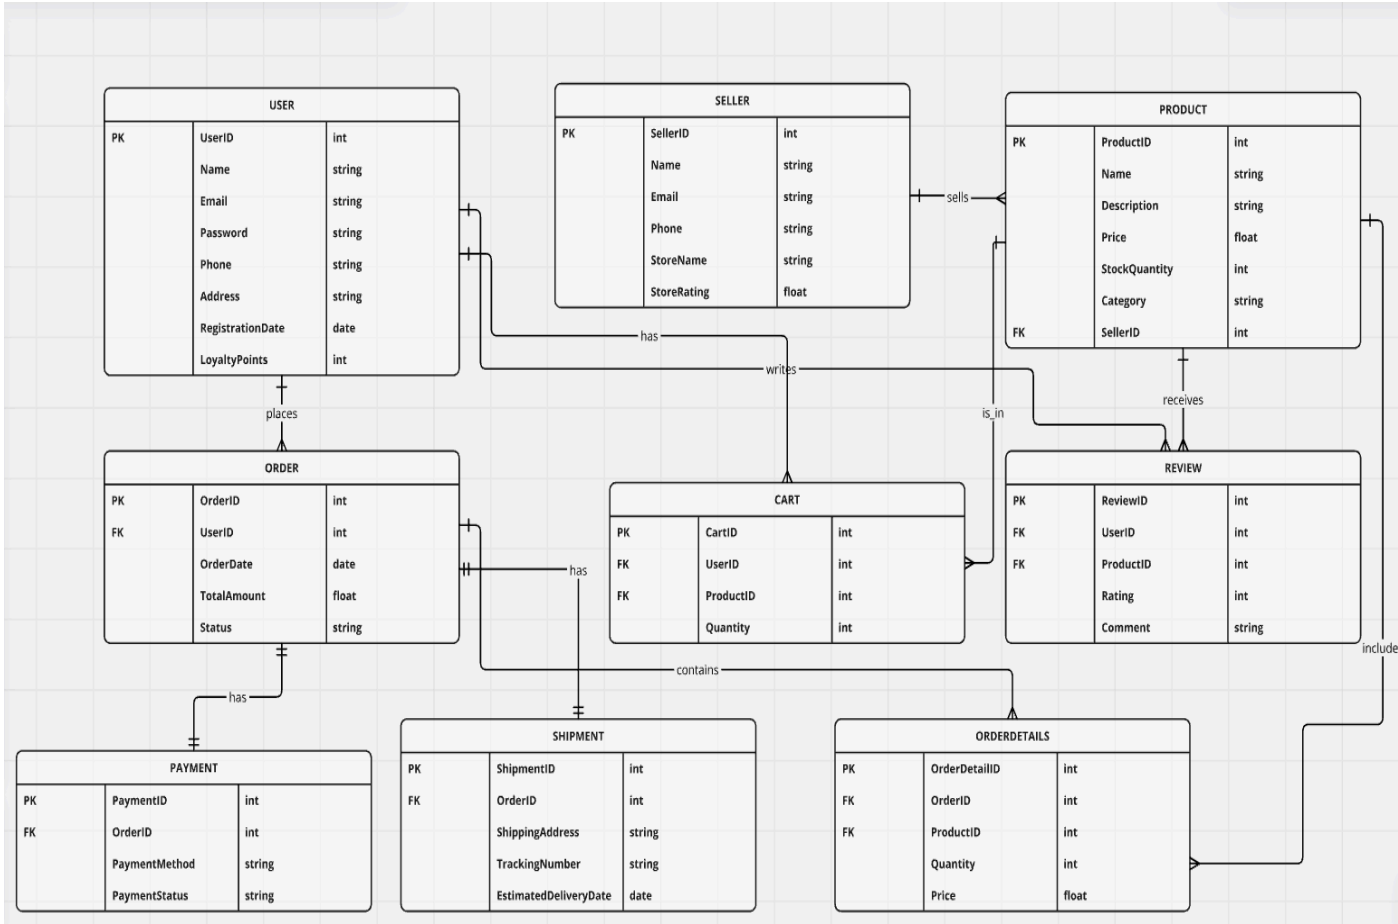 USER
PK UserID int
Name string
Email string
Password string
Phone string
Address string
RegistrationDate date
LoyaltyPoints int
SELLER
PK SellerID int
Name string
Email string
Phone string
StoreName string
StoreRating float
PRODUCT
PK ProductID int
Name string
Description string
Price float
StockQuantity int
Category string
FK SellerID int
sells
has
writes
places
is_in
receives
ORDER
PK OrderID int
FK UserID int
OrderDate date
TotalAmount float
Status string
CART
PK CartID int
FK UserID int
FK ProductID int
Quantity int
REVIEW
PK ReviewID int
FK UserID int
FK ProductID int
Rating int
Comment string
has
include
contains
has
PAYMENT
PK PaymentID int
FK OrderID int
PaymentMethod string
PaymentStatus string
SHIPMENT
PK ShipmentID int
FK OrderID int
ShippingAddress string
TrackingNumber string
EstimatedDeliveryDate date
ORDERDETAILS
PK OrderDetailID int
FK OrderID int
FK ProductID int
Quantity int
Price float